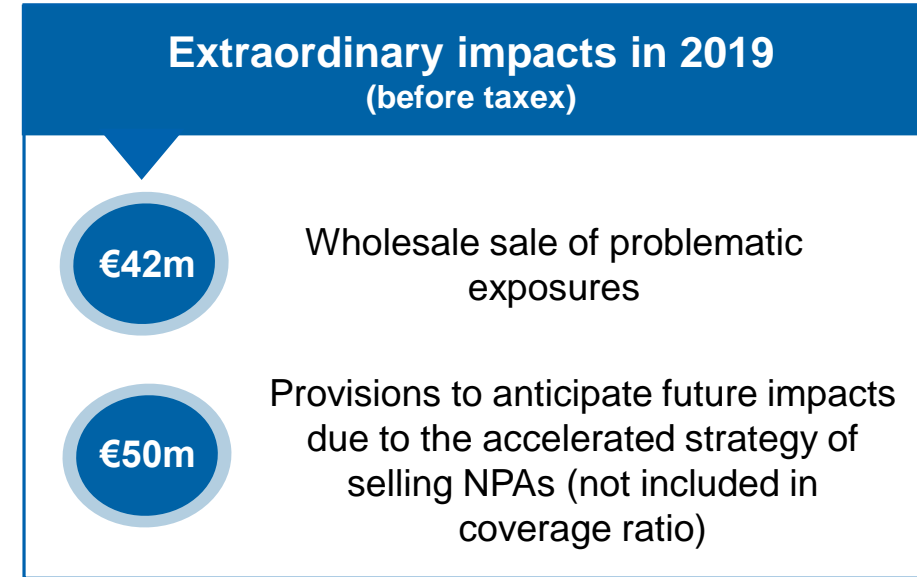 Extraordinary impacts in 2019
(before taxex)
€42m
Wholesale sale of problematic
exposures
€50m
Provisions to anticipate future impacts
due to the accelerated strategy of
selling NPAs (not included in
coverage ratio)